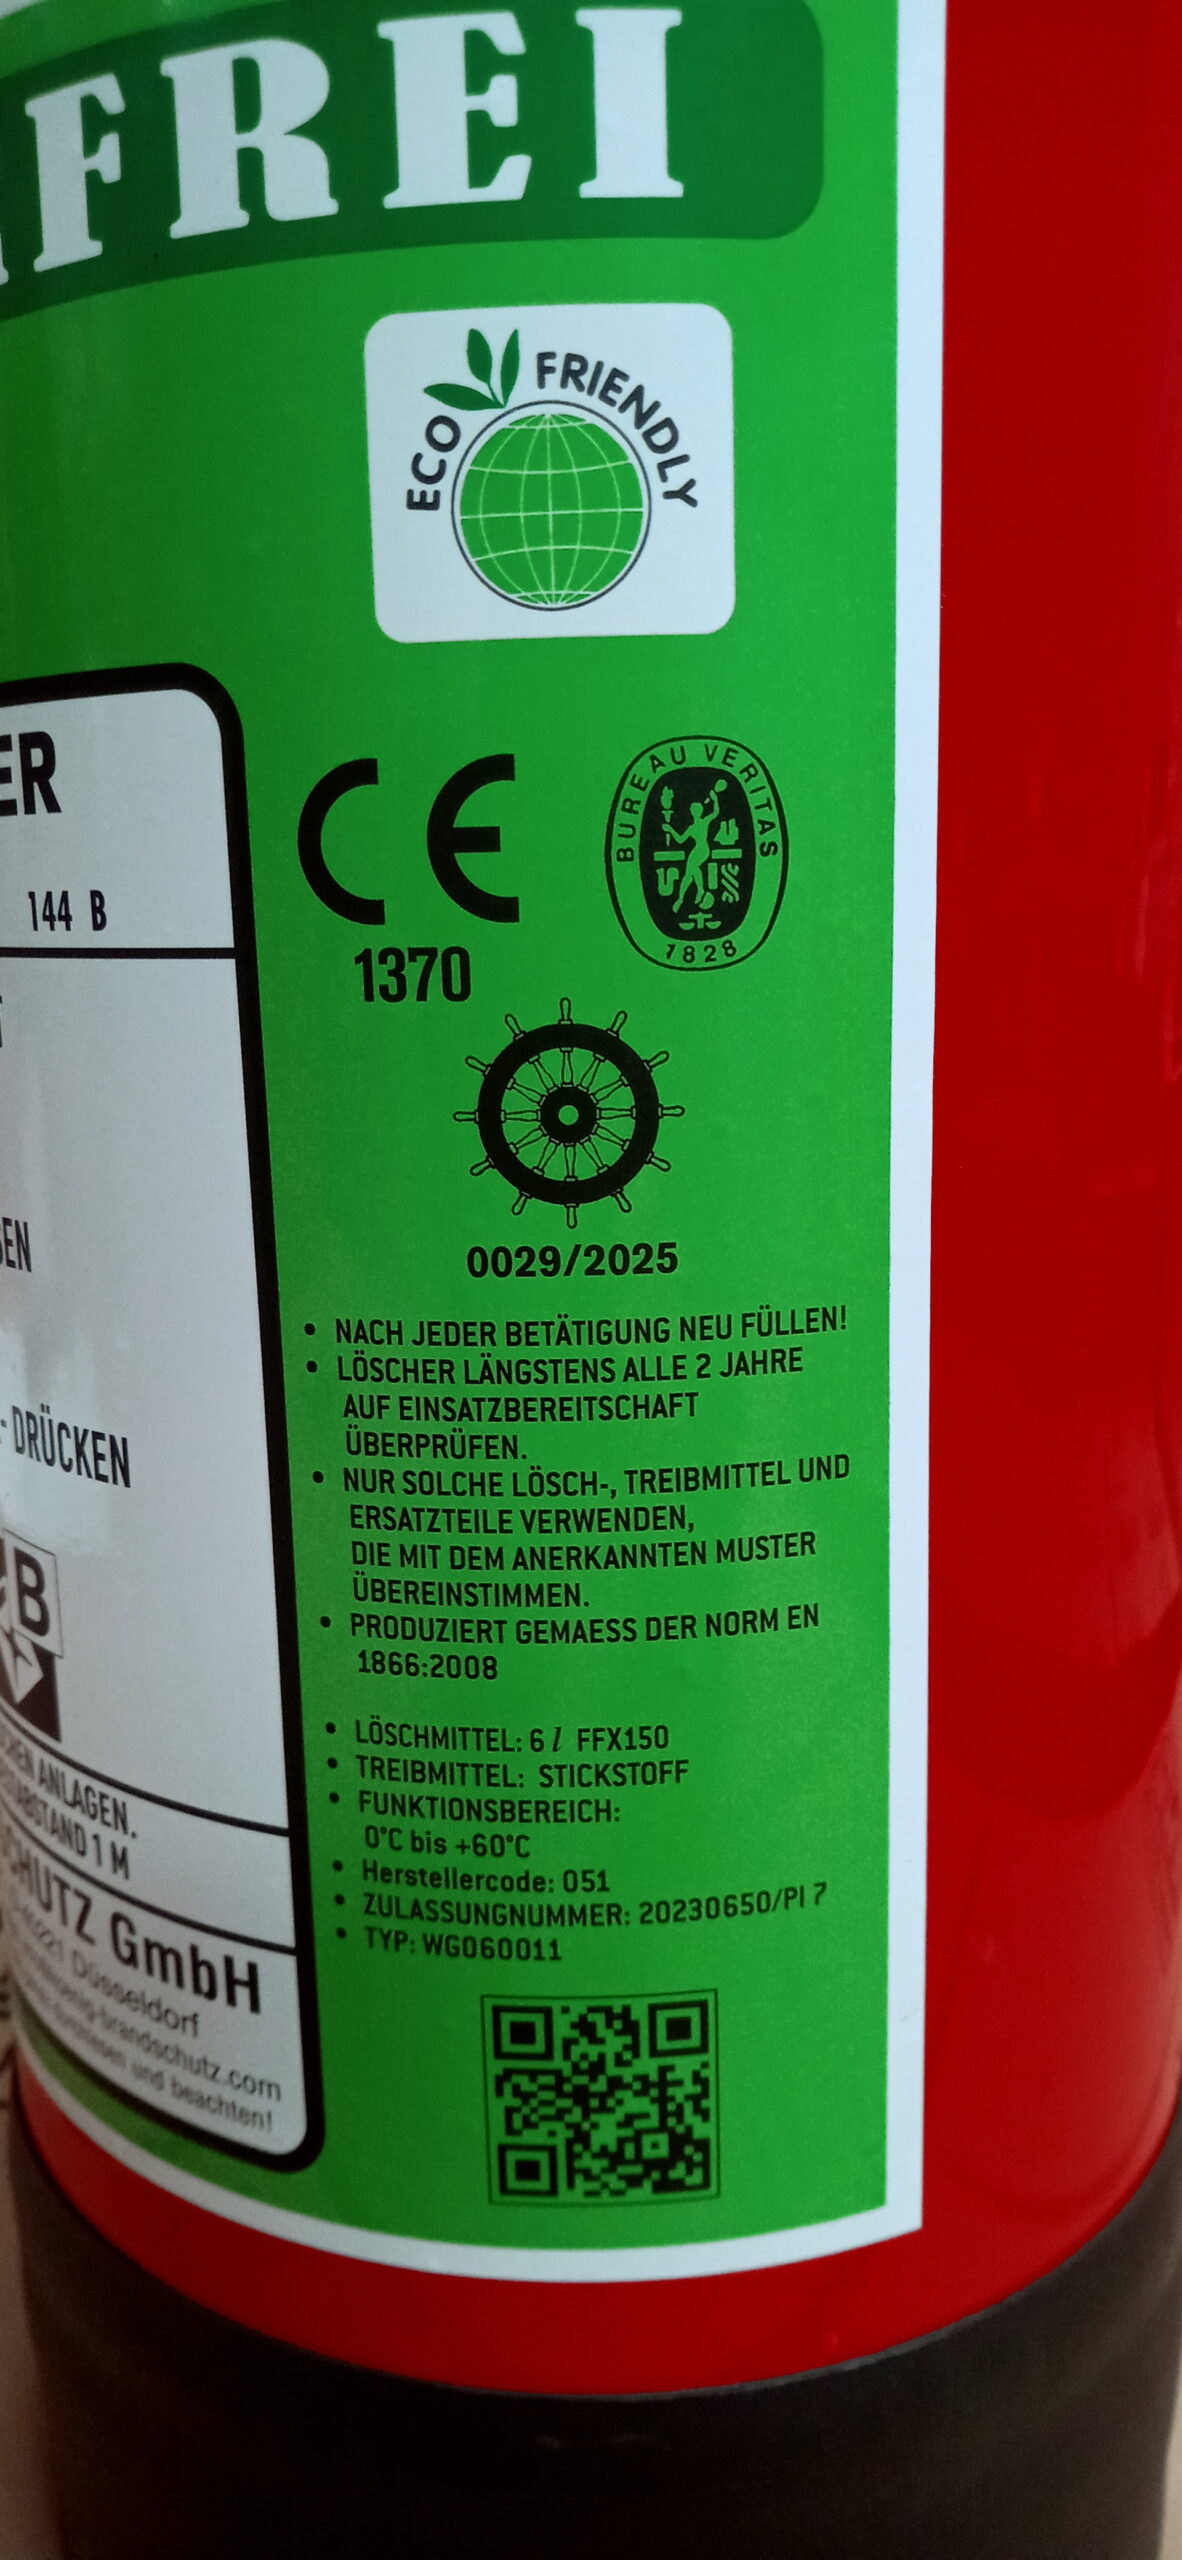 FREI
ECO FRIENDLY
ER
144 B
CE
1370
BUREAU VERITAS
1828
0029/2025
• NACH JEDER BETÄTIGUNG NEU FÜLLEN!
• LÖSCHER LÄNGSTENS ALLE 2 JAHRE
AUF EINSATZBEREITSCHAFT
ÜBERPRÜFEN.
• NUR SOLCHE LÖSCH-, TREIBMITTEL UND
ERSATZTEILE VERWENDEN,
DIE MIT DEM ANERKANNTEN MUSTER
ÜBEREINSTIMMEN.
• PRODUZIERT GEMAESS DER NORM EN
1866:2008
• LÖSCHMITTEL: 6 l FFX150
• TREIBMITTEL: STICKSTOFF
• FUNKTIONSBEREICH:
0°C bis +60°C
• Herstellercode: 051
• ZULASSUNGNUMMER: 20230650/PI 7
• TYP: WG060011
DRÜCKEN
B
ANLAGEN.
1 M
GmbH
Düsseldorf
brandschutz.com
und beachten!